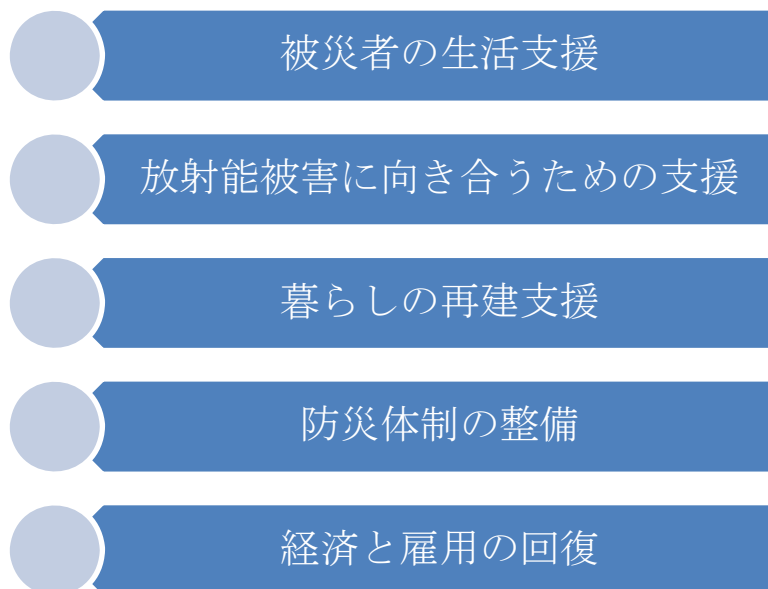 被災者の生活支援
放射能被害に向き合うための支援
暮らしの再建支援
防災体制の整備
経済と雇用の回復